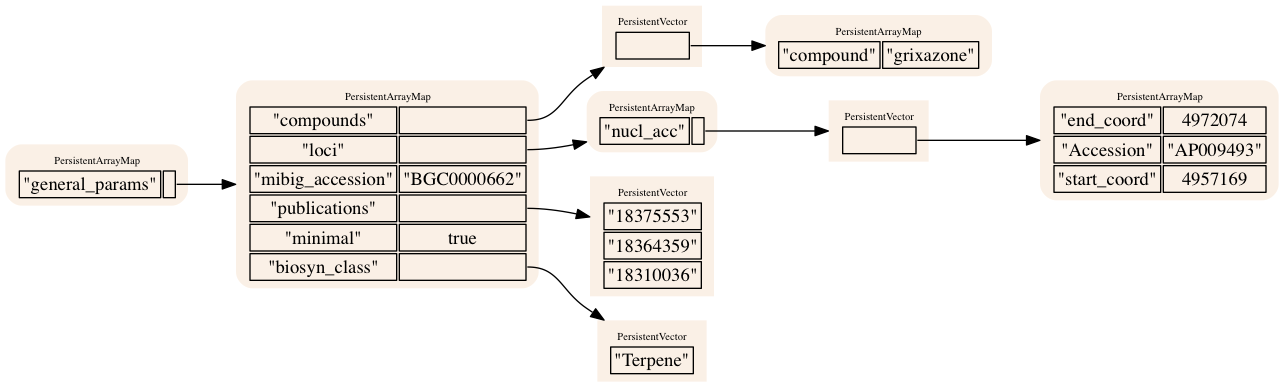 PersistentArrayMap
"general_params"
PersistentArrayMap
"compounds"
"loci"
"mibig_accession" "BGC0000662"
"publications"
"minimal" true
"biosyn_class"
PersistentVector
PersistentArrayMap
"compound" "grixazone"
PersistentArrayMap
"nucl_acc"
PersistentVector
PersistentArrayMap
"end_coord" 4972074
"Accession" "AP009493"
"start_coord" 4957169
PersistentVector
"18375553"
"18364359"
"18310036"
PersistentVector
"Terpene"